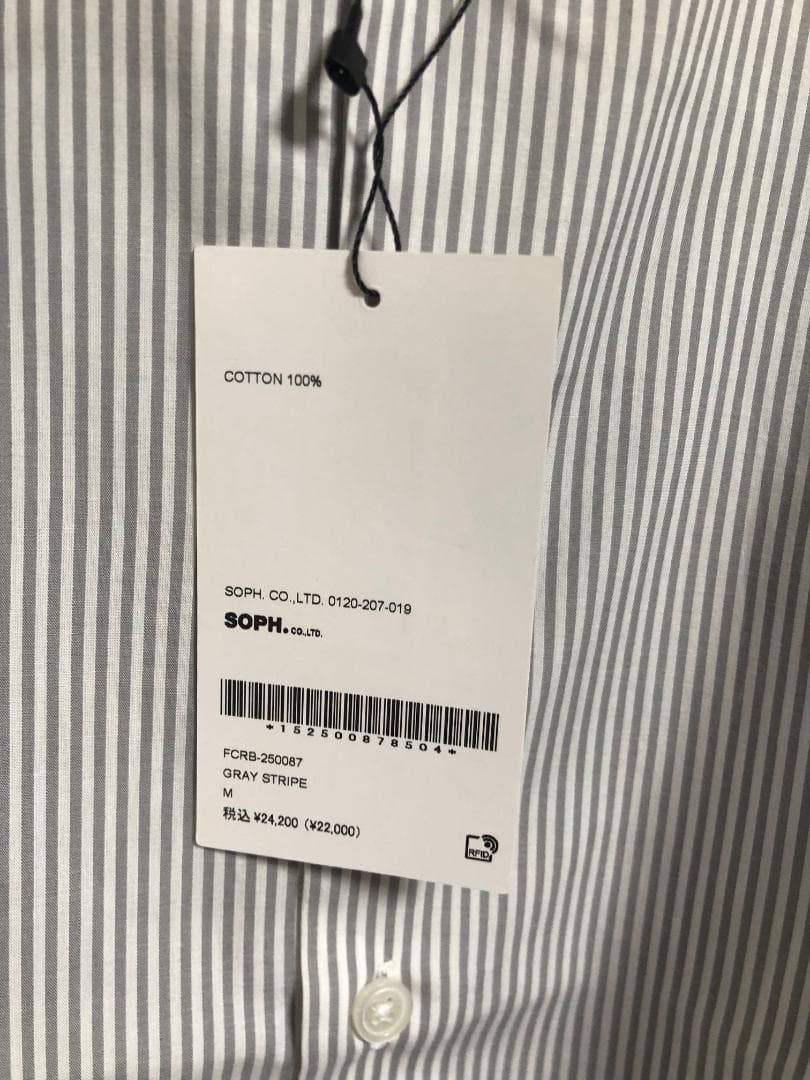 COTTON 100%
SOPH. CO.,LTD. 0120-207-019
SOPH. CO.,LTD.
*152500878504*
FCRB-250087
GRAY STRIPE
M
税込 ¥24,200 (¥22,000)
RFID